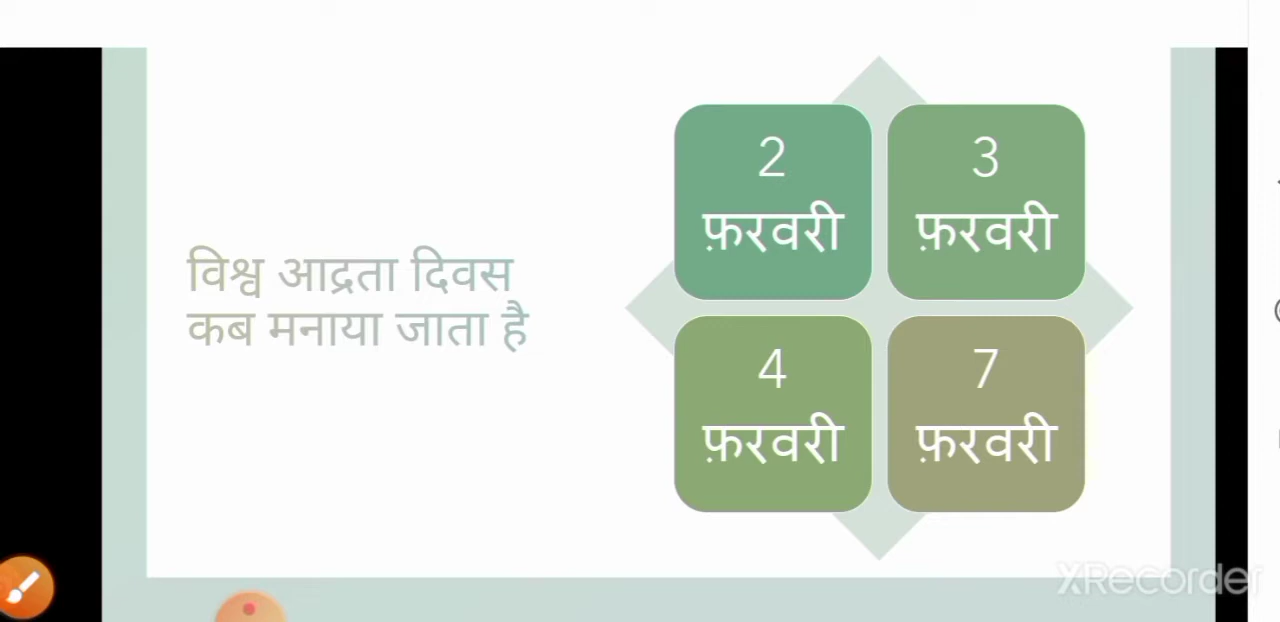 विश्व आद्रता दिवस
कब मनाया जाता है
2
फ़रवरी
3
फ़रवरी
4
फ़रवरी
7
फ़रवरी
XRecorder